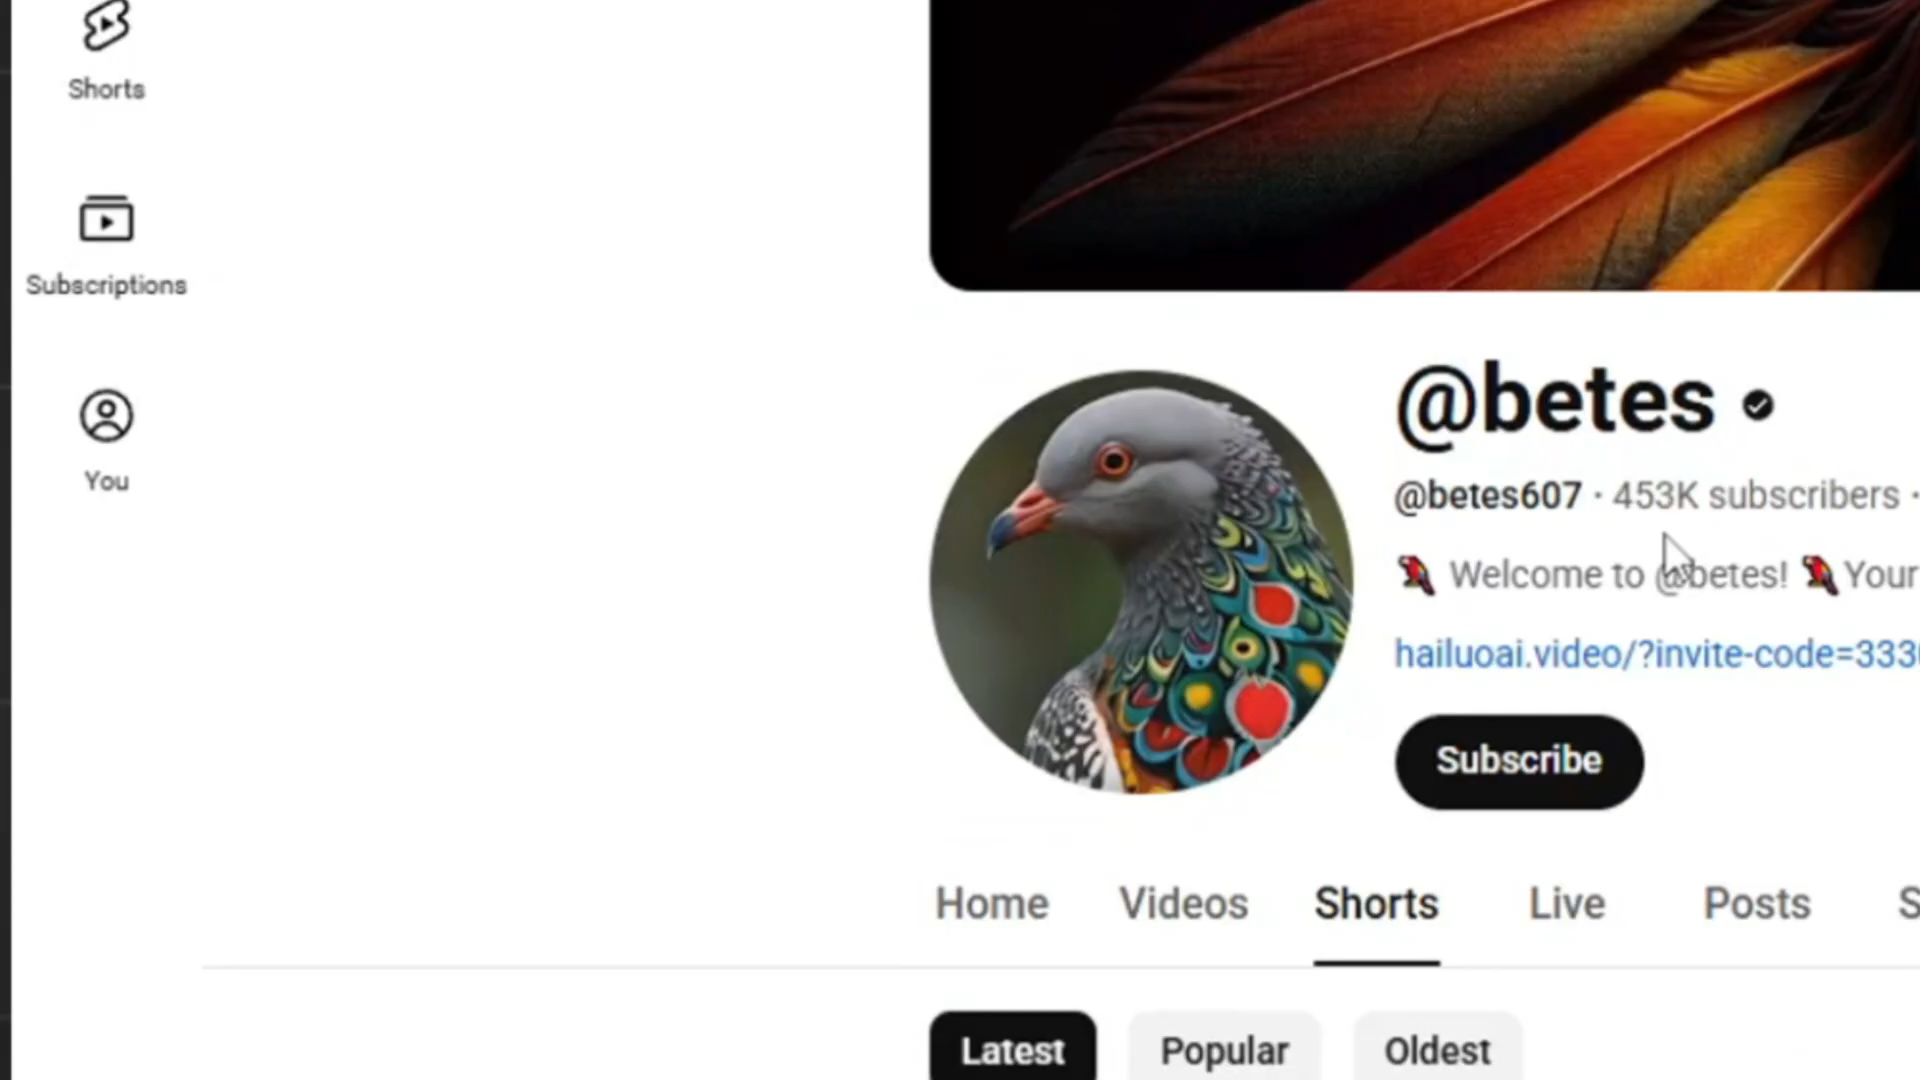 Shorts
Subscriptions
You
@betes
@betes607 · 453K subscribers ·
🦜 Welcome to @betes! 🦜 Your
hailuoai.video/?invite-code=333
Subscribe
Home Videos Shorts Live Posts S
Latest Popular Oldest